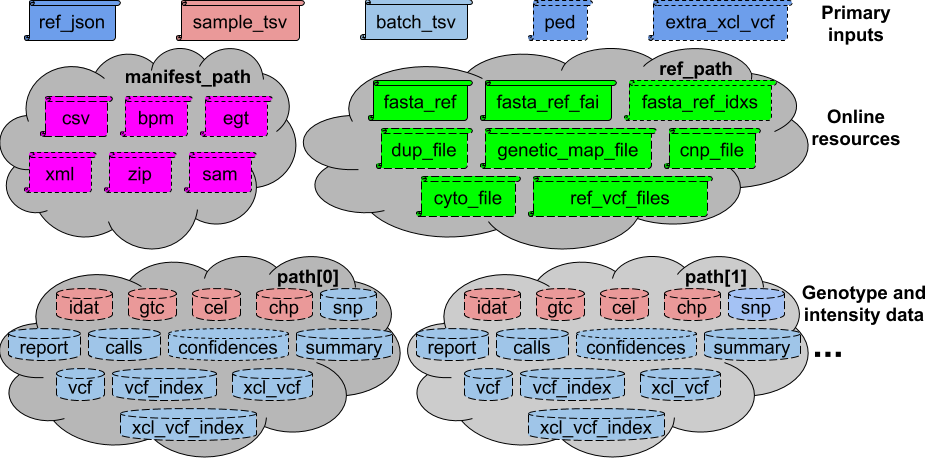 ref_json sample_tsv batch_tsv ped extra_xcl_vcf Primary
inputs
manifest_path ref_path
csv bpm egt fasta_ref fasta_ref_fai fasta_ref_idxs Online
resources
dup_file genetic_map_file cnp_file
xml zip sam
cyto_file ref_vcf_files
path[0] path[1]
idat gtc cel chp snp idat gtc cel chp snp Genotype and
intensity data
report calls confidences summary report calls confidences summary ...
vcf vcf_index xcl_vcf vcf vcf_index xcl_vcf
xcl_vcf_index xcl_vcf_index